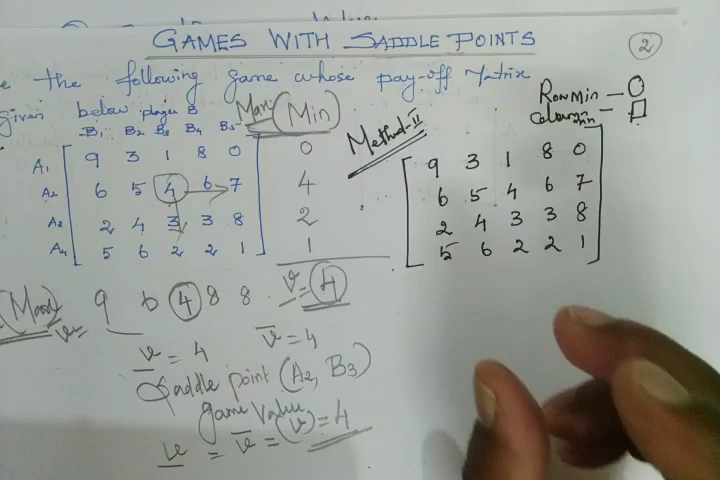 GAMES WITH SADDLE POINTS
2
the following game whose pay-off Matrix
given below player B
Max (Min)
B1 B2 B3 B4 B5
A1 9 3 1 8 0 0
A2 6 5 4 6 7 4
A3 2 4 3 3 8 2
A4 5 6 2 2 1 1
9 6 4 8 8 v = 4
v = 4 v̅ = 4
Saddle point (A2, B3)
game value
v = v̅ = (v) = 4
Method-II
Row Min — O
9 3 1 8 0
6 5 4 6 7
2 4 3 3 8
5 6 2 2 1